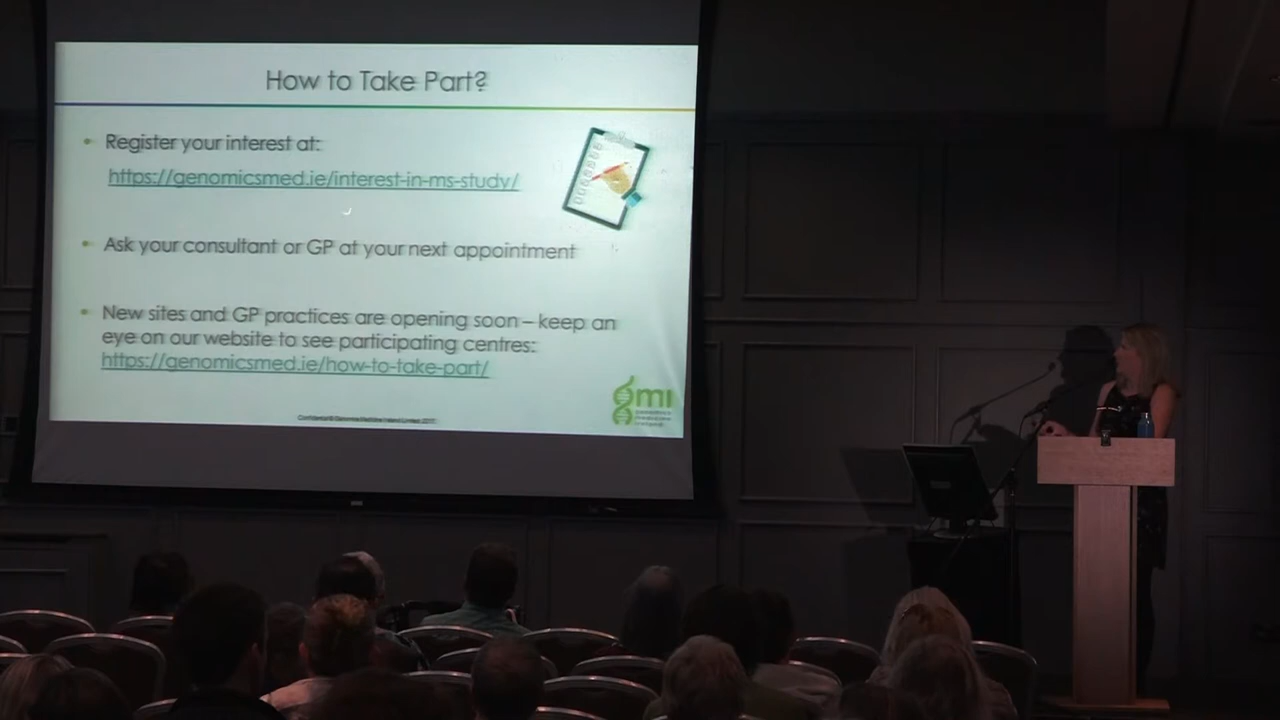 How to Take Part?
Register your interest at:
https://genomicsmed.ie/interest-in-ms-study/
Ask your consultant or GP at your next appointment
New sites and GP practices are opening soon – keep an
eye on our website to see participating centres:
https://genomicsmed.ie/how-to-take-part/
gmi